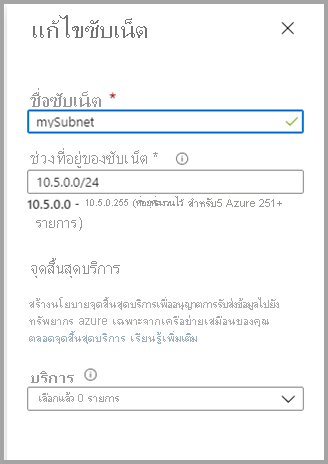 แก้ไขซับเน็ต
ชื่อซับเน็ต *
mySubnet
ช่วงที่อยู่ของซับเน็ต *
10.5.0.0/24
10.5.0.0 - 10.5.0.255 สำหรับ5 Azure 251+
รายการ)
จุดสิ้นสุดบริการ
สร้างนโยบายจุดสิ้นสุดบริการเพื่ออนุญาตการรับส่งข้อมูลไปยัง
ทรัพยากร azure เฉพาะจากเครือข่ายเสมือนของคุณ
ตลอดจุดสิ้นสุดบริการ เรียนรู้เพิ่มเติม
บริการ
เลือกแล้ว 0 รายการ